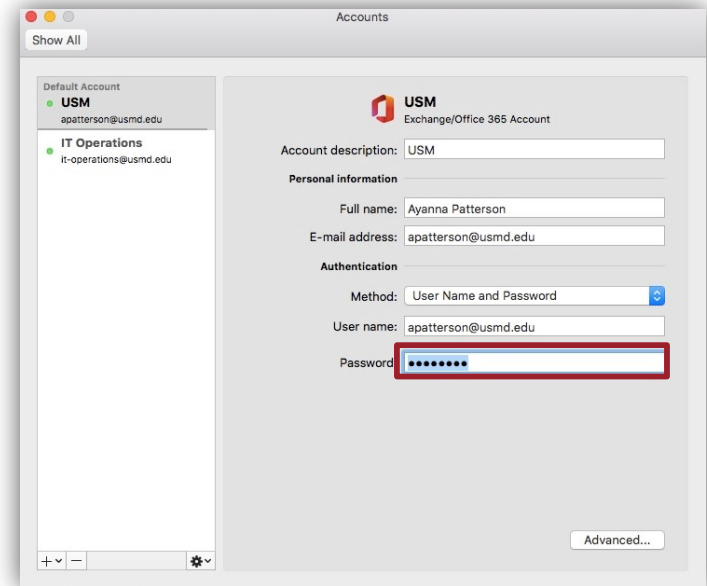 Accounts
Show All
Default Account
USM
apatterson@usmd.edu
IT Operations
it-operations@usmd.edu
USM
Exchange/Office 365 Account
Account description: USM
Personal information
Full name: Ayanna Patterson
E-mail address: apatterson@usmd.edu
Authentication
Method: User Name and Password
User name: apatterson@usmd.edu
Password ••••••••
Advanced...